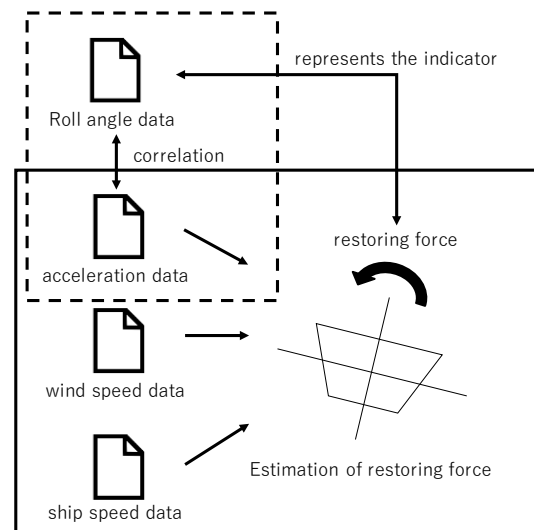 represents the indicator
Roll angle data
correlation
restoring force
acceleration data
wind speed data
Estimation of restoring force
ship speed data